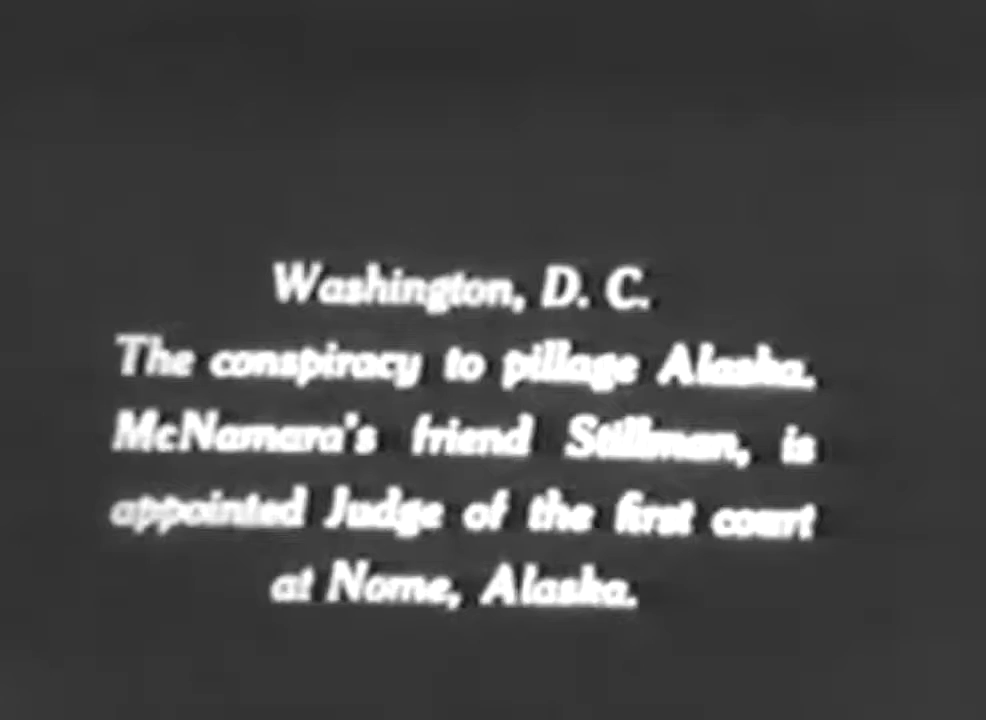 Washington, D. C.
The conspiracy to pillage Alaska.
McNamara's friend Stillman, is
appointed Judge of the first court
at Nome, Alaska.